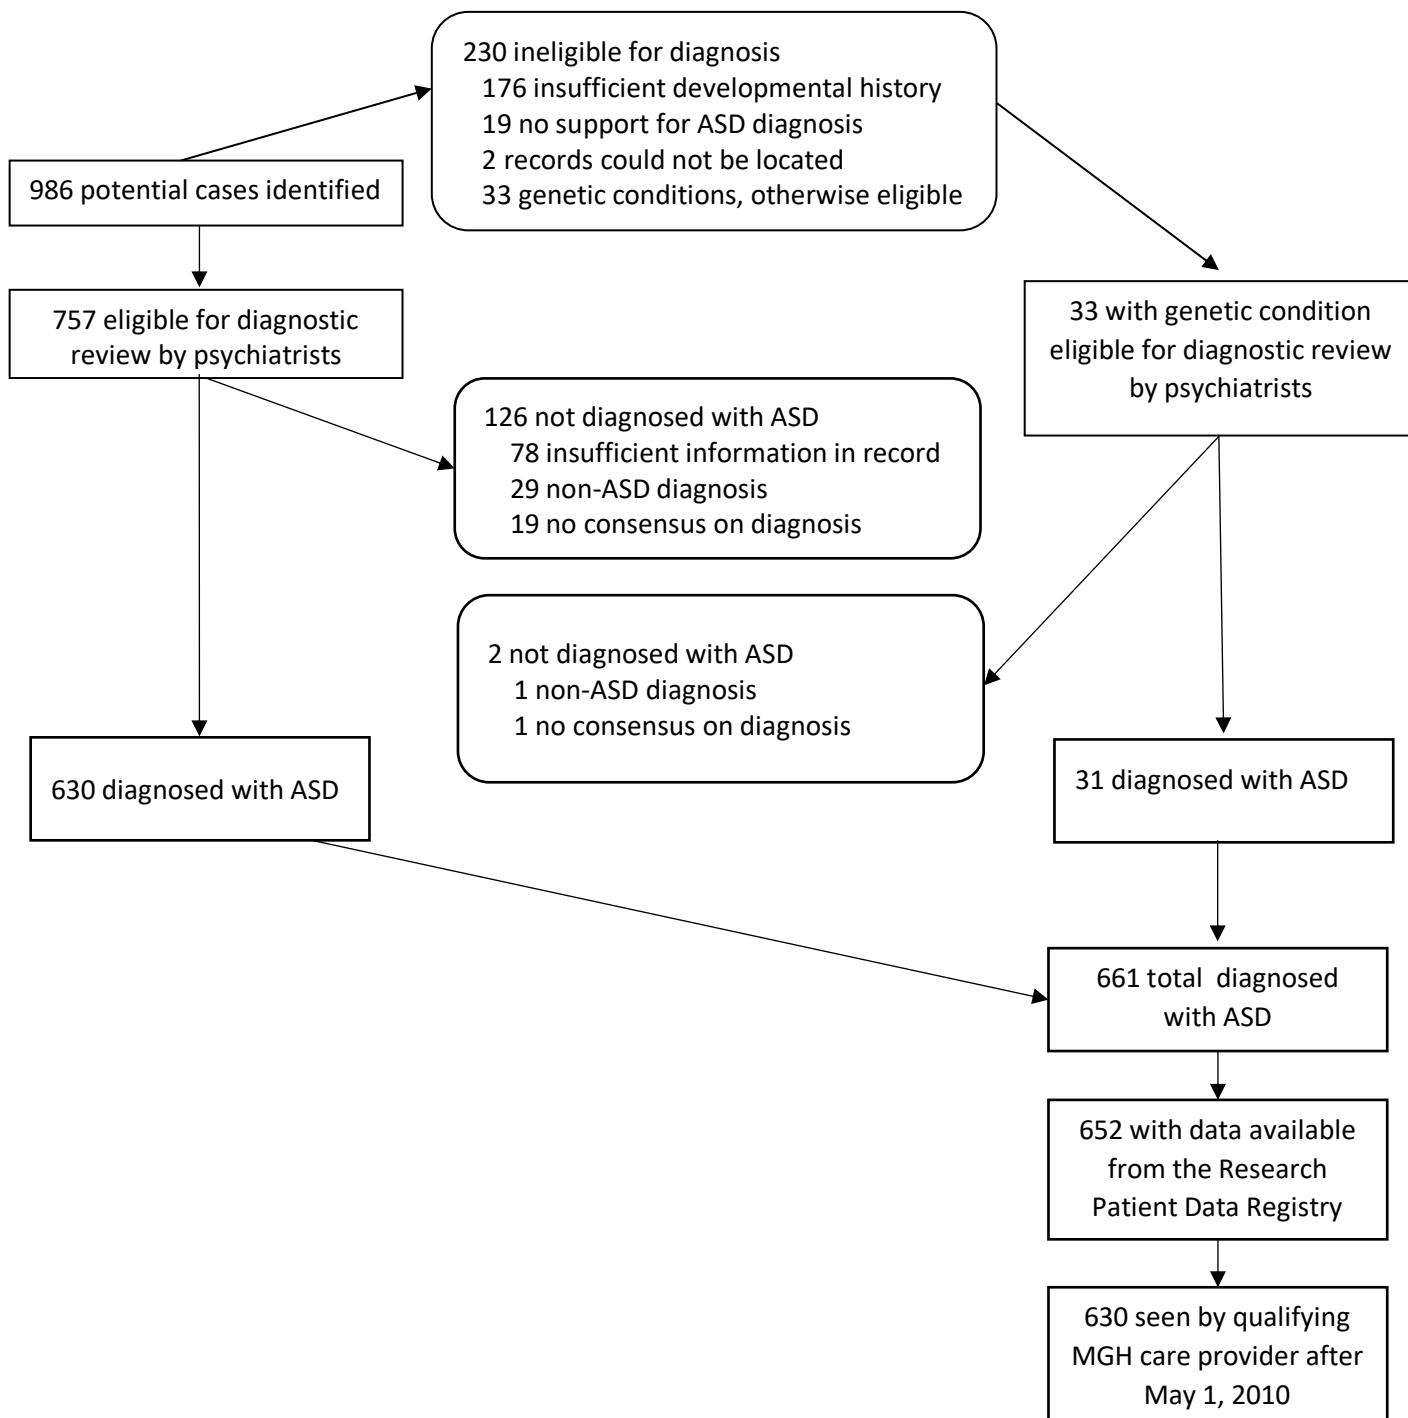 230 ineligible for diagnosis
176 insufficient developmental history
19 no support for ASD diagnosis
2 records could not be located
33 genetic conditions, otherwise eligible
986 potential cases identified
757 eligible for diagnostic
review by psychiatrists
33 with genetic condition
eligible for diagnostic review
by psychiatrists
126 not diagnosed with ASD
78 insufficient information in record
29 non-ASD diagnosis
19 no consensus on diagnosis
2 not diagnosed with ASD
1 non-ASD diagnosis
1 no consensus on diagnosis
630 diagnosed with ASD
31 diagnosed with ASD
661 total  diagnosed
with ASD
652 with data available
from the Research
Patient Data Registry
630 seen by qualifying
MGH care provider after
May 1, 2010